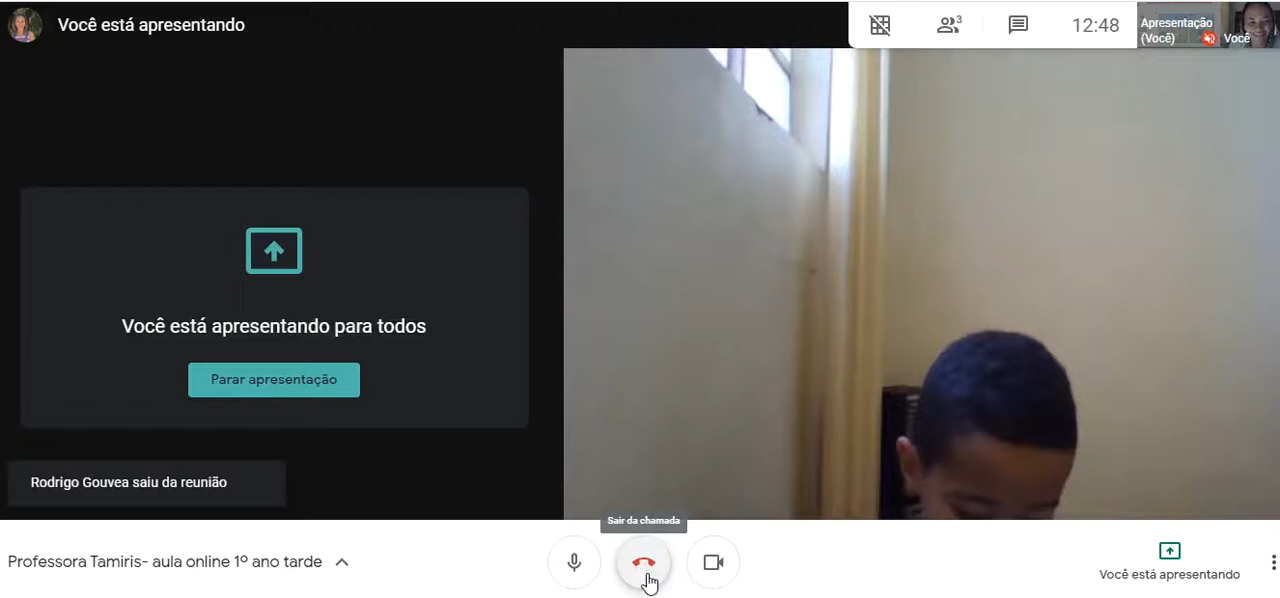 Você está apresentando
3
12:48
Apresentação
(Você)
Você
Você está apresentando para todos
Parar apresentação
Rodrigo Gouvea saiu da reunião
Sair da chamada
Professora Tamiris- aula online 1º ano tarde
Você está apresentando